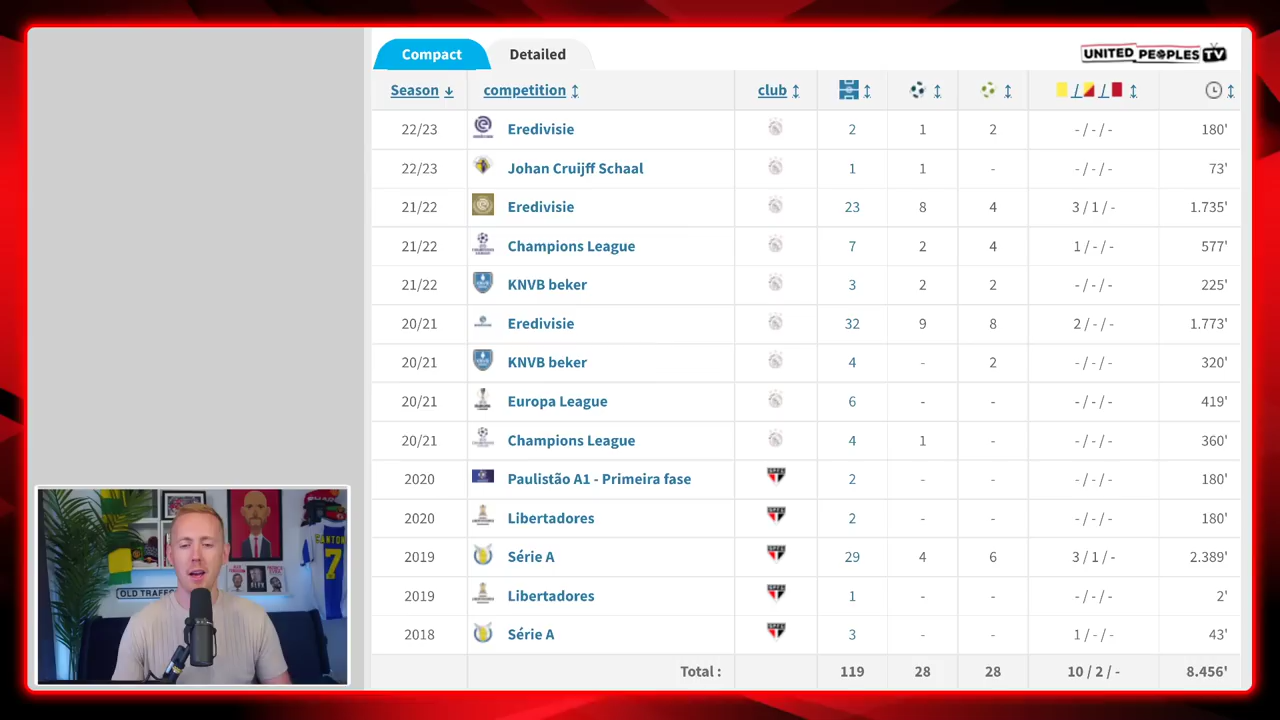 Compact Detailed UNITED PEOPLES TV
Season competition club
22/23 Eredivisie 2 1 2 - / - / - 180'
22/23 Johan Cruijff Schaal 1 1 - - / - / - 73'
21/22 Eredivisie 23 8 4 3 / 1 / - 1.735'
21/22 Champions League 7 2 4 1 / - / - 577'
21/22 KNVB beker 3 2 2 - / - / - 225'
20/21 Eredivisie 32 9 8 2 / - / - 1.773'
20/21 KNVB beker 4 - 2 - / - / - 320'
20/21 Europa League 6 - - - / - / - 419'
20/21 Champions League 4 1 - - / - / - 360'
2020 Paulistão A1 - Primeira fase 2 - - - / - / - 180'
2020 Libertadores 2 - - - / - / - 180'
2019 Série A 29 4 6 3 / 1 / - 2.389'
2019 Libertadores 1 - - - / - / - 2'
2018 Série A 3 - - 1 / - / - 43'
Total : 119 28 28 10 / 2 / - 8.456'
CANTON
7
OLD TRAFFO